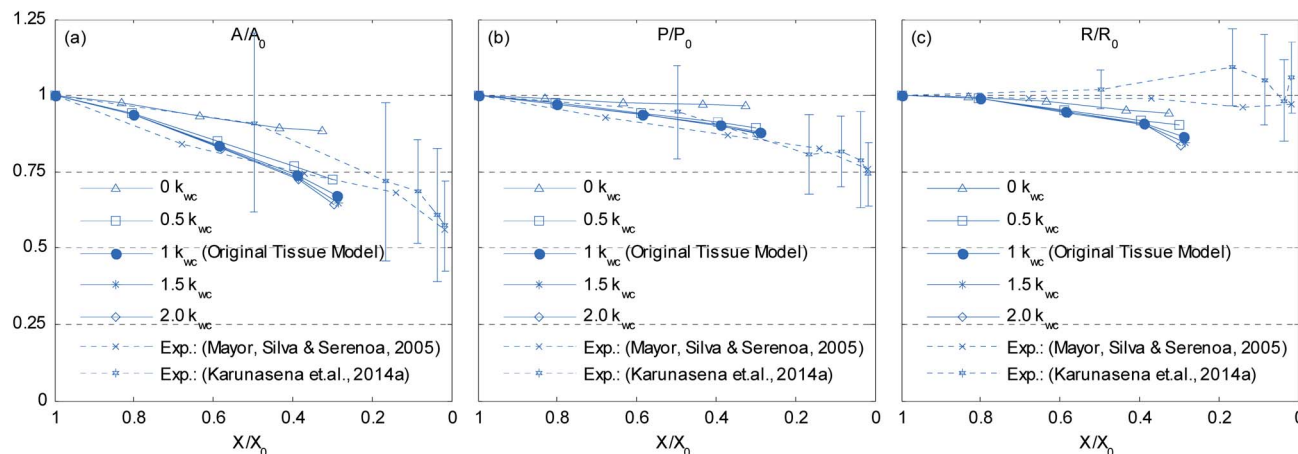 (a) A/A0
1.25
1
0.75
0.5
0.25
0
0 kwc
0.5 kwc
1 kwc (Original Tissue Model)
1.5 kwc
2.0 kwc
Exp.: (Mayor, Silva & Serenoa, 2005)
Exp.: (Karunasena et.al., 2014a)
1 0.8 0.6 0.4 0.2 0
X/X0
(b) P/P0
0 kwc
0.5 kwc
1 kwc (Original Tissue Model)
1.5 kwc
2.0 kwc
Exp.: (Mayor, Silva & Serenoa, 2005)
Exp.: (Karunasena et.al., 2014a)
1 0.8 0.6 0.4 0.2 0
X/X0
(c) R/R0
0 kwc
0.5 kwc
1 kwc (Original Tissue Model)
1.5 kwc
2.0 kwc
Exp.: (Mayor, Silva & Serenoa, 2005)
Exp.: (Karunasena et.al., 2014a)
1 0.8 0.6 0.4 0.2 0
X/X0